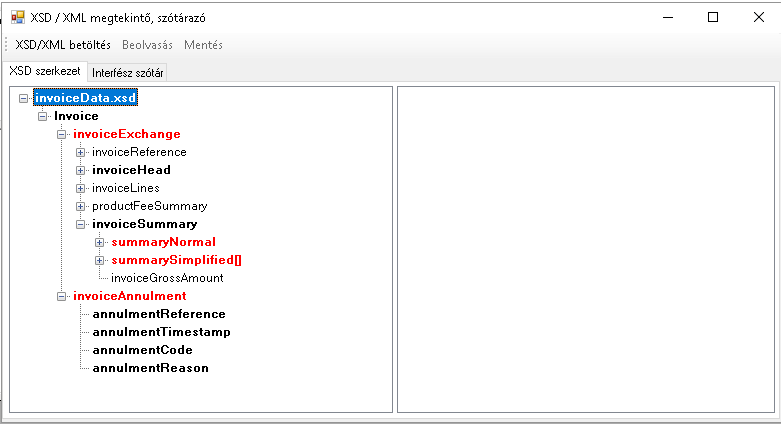 XSD / XML megtekintő, szótárazó
XSD/XML betöltés Beolvasás Mentés
XSD szerkezet Interfész szótár
invoiceData.xsd
Invoice
invoiceExchange
invoiceReference
invoiceHead
invoiceLines
productFeeSummary
invoiceSummary
summaryNormal
summarySimplified[]
invoiceGrossAmount
invoiceAnnulment
annulmentReference
annulmentTimestamp
annulmentCode
annulmentReason